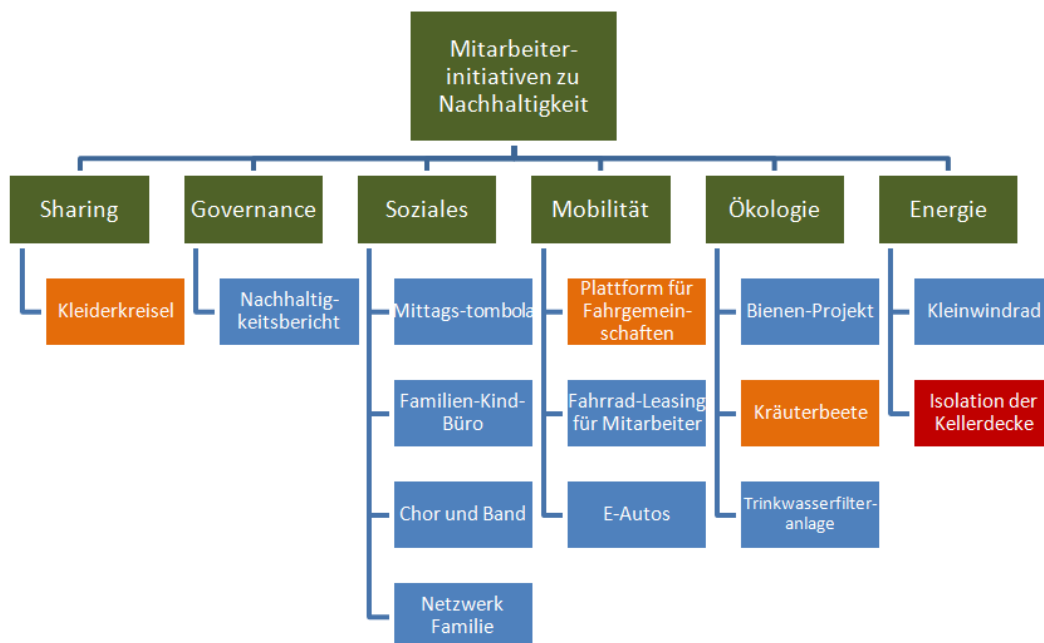 Mitarbeiter-
initiativen zu
Nachhaltigkeit
Sharing
Governance
Soziales
Mobilität
Ökologie
Energie
Kleiderkreisel
Nachhaltig-
keitsbericht
Mittags-tombola
Plattform für
Fahrgemein-
schaften
Bienen-Projekt
Kleinwindrad
Familien-Kind-
Büro
Fahrrad-Leasing
für Mitarbeiter
Kräuterbeete
Isolation der
Kellerdecke
Chor und Band
E-Autos
Trinkwasserfilter-
anlage
Netzwerk
Familie